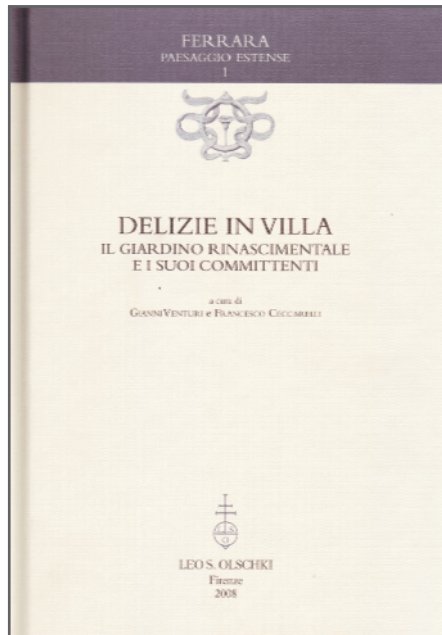 FERRARA
PAESAGGIO ESTENSE
1
DELIZIE IN VILLA
IL GIARDINO RINASCIMENTALE
E I SUOI COMMITTENTI
a cura di
GIANNI VENTURI e FRANCESCO CECCARELLI
LEO S. OLSCHKI
Firenze
2008